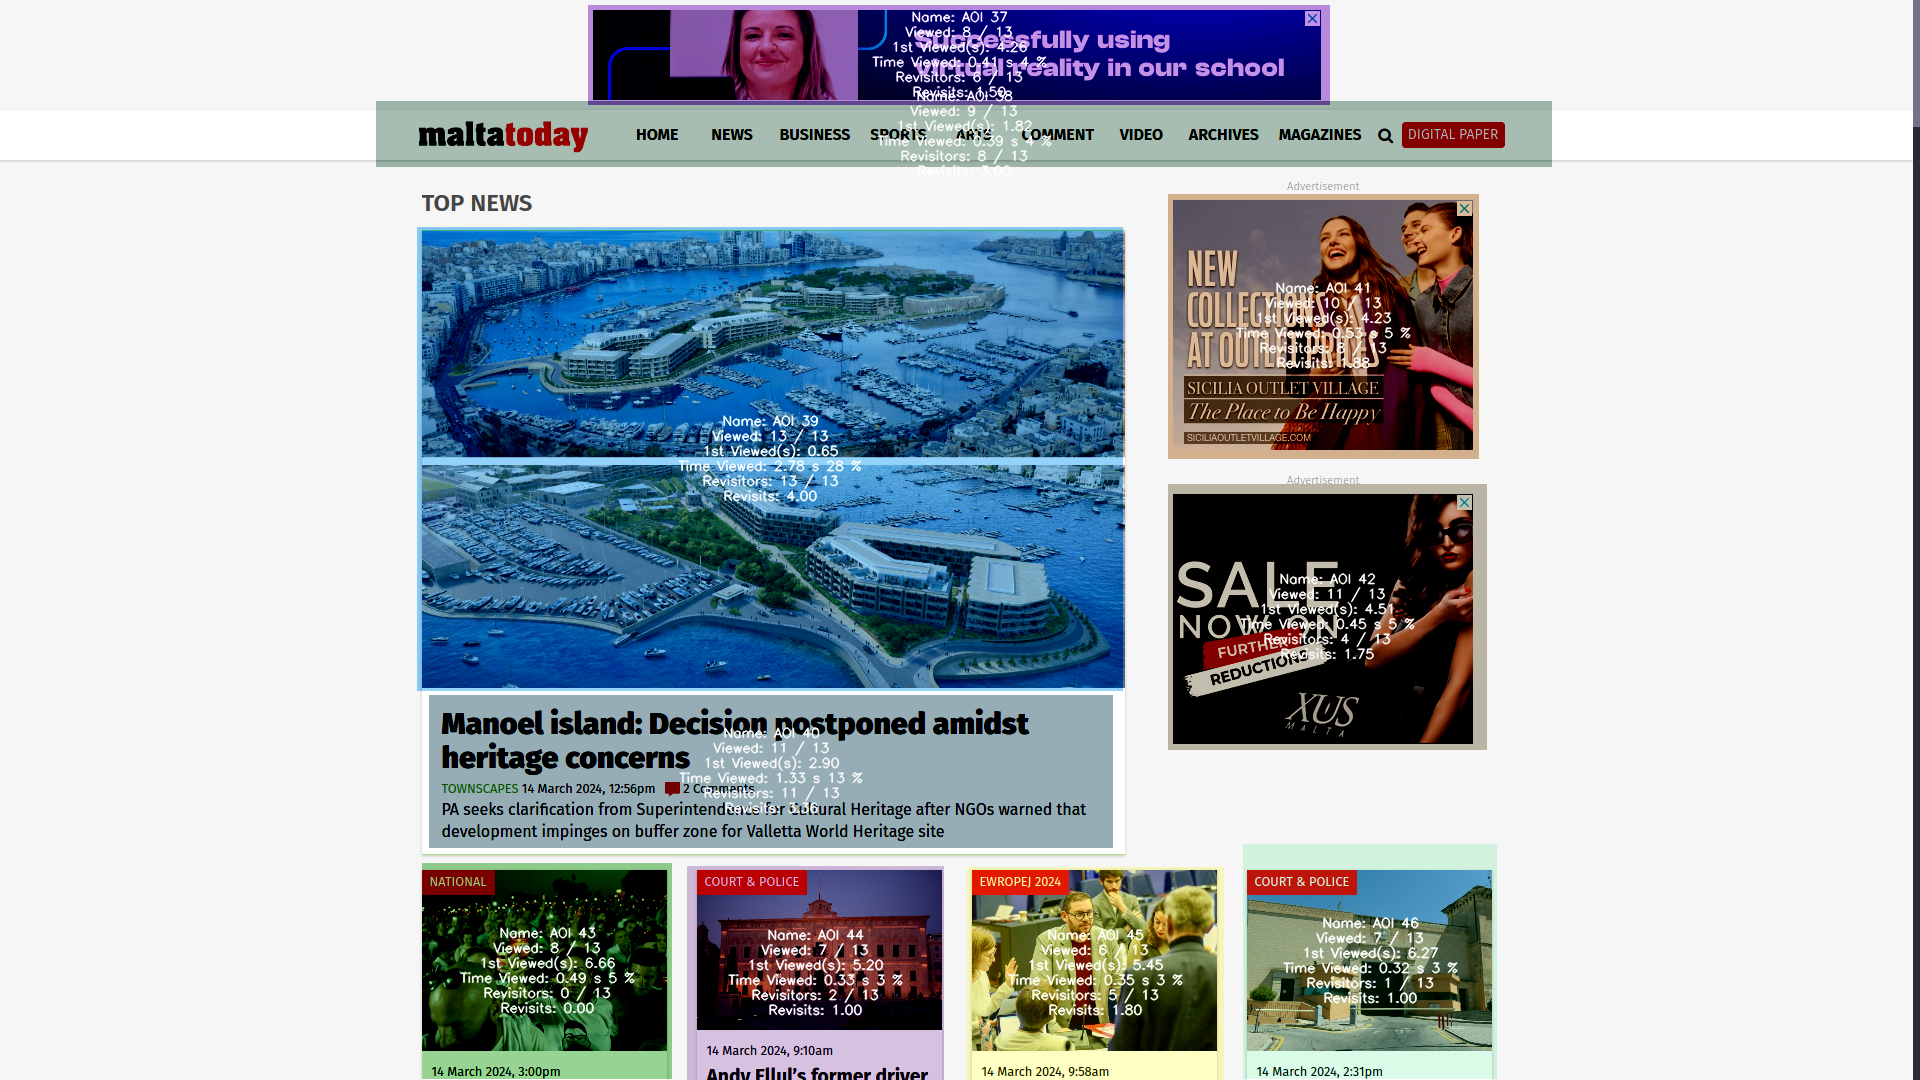 Name: AOI 37
Viewed: 8 / 13
Successfully using
1st Viewed(s): 4.26
Time Viewed: 0.41 s 4 %
virtual reality in our school
Revisitors: 6 / 13
Revisits: 1.50
Name: AOI 38
Viewed: 9 / 13
1st Viewed(s): 1.82
maltatoday
HOME NEWS BUSINESS SPORTS ARTS COMMENT VIDEO ARCHIVES MAGAZINES DIGITAL PAPER
Time Viewed: 0.39 s 4 %
Revisitors: 8 / 13
Revisits: 3.00
TOP NEWS
Advertisement
NEW
COLLECTIONS
AT OUTLET PRICES
Name: AOI 41
Viewed: 10 / 13
1st Viewed(s): 4.23
Time Viewed: 0.53 s 5 %
Revisitors: 8 / 13
Revisits: 1.88
SICILIA OUTLET VILLAGE
The Place to Be Happy
SICILIAOUTLETVILLAGE.COM
Name: AOI 39
Viewed: 13 / 13
1st Viewed(s): 0.65
Time Viewed: 2.78 s 28 %
Revisitors: 13 / 13
Revisits: 4.00
Advertisement
SALE
NOW ON
FURTHER
REDUCTIONS
XUS
MALTA
Name: AOI 42
Viewed: 11 / 13
1st Viewed(s): 4.51
Time Viewed: 0.45 s 5 %
Revisitors: 4 / 13
Revisits: 1.75
Manoel island: Decision postponed amidst
heritage concerns
TOWNSCAPES 14 March 2024, 12:56pm 2 Comments
PA seeks clarification from Superintendence for Cultural Heritage after NGOs warned that
development impinges on buffer zone for Valletta World Heritage site
Name: AOI 40
Viewed: 11 / 13
1st Viewed(s): 2.90
Time Viewed: 1.33 s 13 %
Revisitors: 11 / 13
Revisits: 3.36
NATIONAL
Name: AOI 43
Viewed: 8 / 13
1st Viewed(s): 6.66
Time Viewed: 0.49 s 5 %
Revisitors: 0 / 13
Revisits: 0.00
14 March 2024, 3:00pm
COURT & POLICE
Name: AOI 44
Viewed: 7 / 13
1st Viewed(s): 5.20
Time Viewed: 0.33 s 3 %
Revisitors: 2 / 13
Revisits: 1.00
14 March 2024, 9:10am
Andy Ellul's former driver
EWROPEJ 2024
Name: AOI 45
Viewed: 6 / 13
1st Viewed(s): 5.45
Time Viewed: 0.35 s 3 %
Revisitors: 5 / 13
Revisits: 1.80
14 March 2024, 9:58am
COURT & POLICE
Name: AOI 46
Viewed: 7 / 13
1st Viewed(s): 6.27
Time Viewed: 0.32 s 3 %
Revisitors: 1 / 13
Revisits: 1.00
14 March 2024, 2:31pm